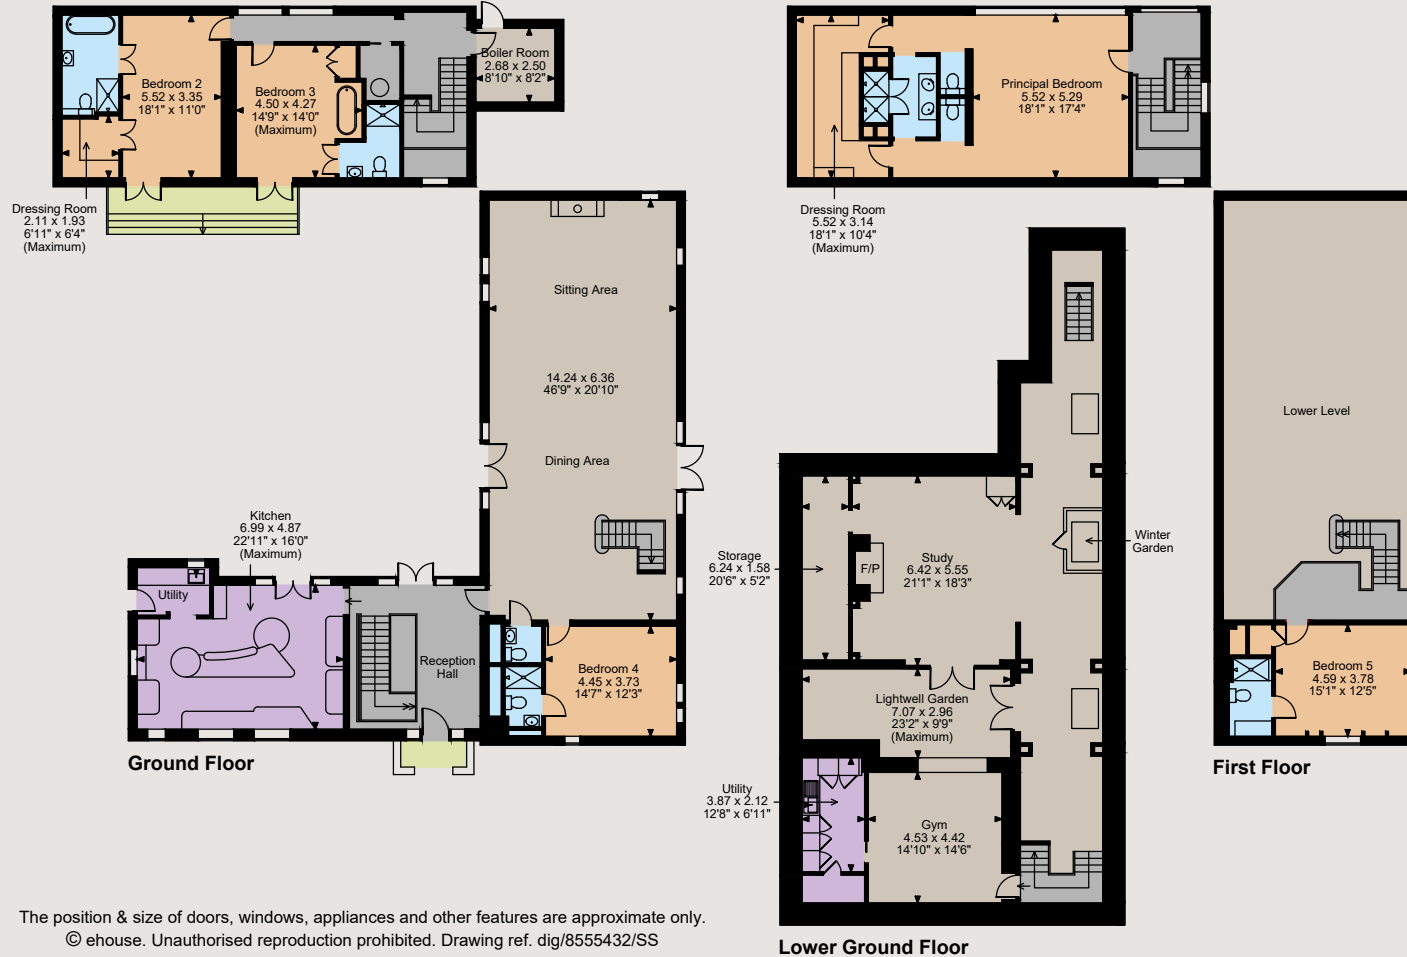 Bedroom 2
5.52 x 3.35
18'1" x 11'0"
Bedroom 3
4.50 x 4.27
14'9" x 14'0"
(Maximum)
Boiler Room
2.68 x 2.50
8'10" x 8'2"
Dressing Room
2.11 x 1.93
6'11" x 6'4"
(Maximum)
Principal Bedroom
5.52 x 5.29
18'1" x 17'4"
Dressing Room
5.52 x 3.14
18'1" x 10'4"
(Maximum)
Sitting Area
14.24 x 6.36
46'9" x 20'10"
Dining Area
Kitchen
6.99 x 4.87
22'11" x 16'0"
(Maximum)
Utility
Reception
Hall
Bedroom 4
4.45 x 3.73
14'7" x 12'3"
Ground Floor
Storage
6.24 x 1.58
20'6" x 5'2"
F/P
Study
6.42 x 5.55
21'1" x 18'3"
Winter
Garden
Lightwell Garden
7.07 x 2.96
23'2" x 9'9"
(Maximum)
Utility
3.87 x 2.12
12'8" x 6'11"
Gym
4.53 x 4.42
14'10" x 14'6"
Lower Ground Floor
Lower Level
Bedroom 5
4.59 x 3.78
15'1" x 12'5"
First Floor
The position & size of doors, windows, appliances and other features are approximate only.
© ehouse. Unauthorised reproduction prohibited. Drawing ref. dig/8555432/SS